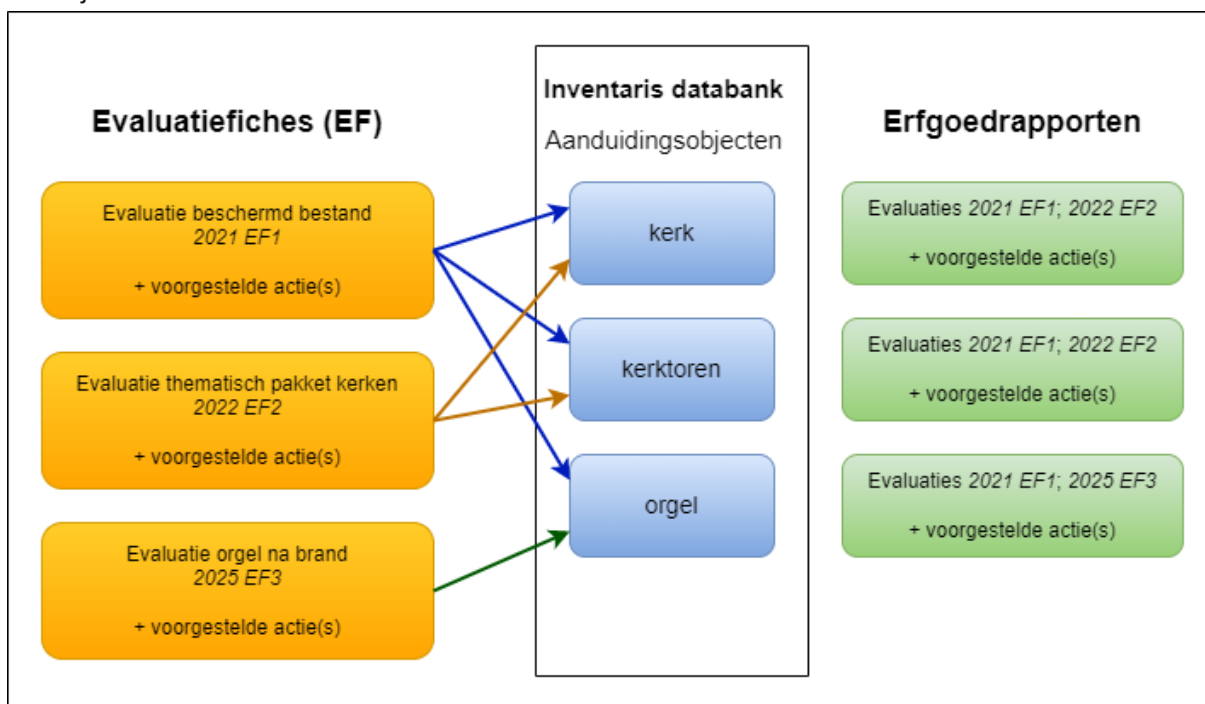 Evaluatiefiches (EF)
Evaluatie beschermd bestand
2021 EF1
+ voorgestelde actie(s)
Evaluatie thematisch pakket kerken
2022 EF2
+ voorgestelde actie(s)
Evaluatie orgel na brand
2025 EF3
+ voorgestelde actie(s)
Inventaris databank
Aanduidingsobjecten
kerk
kerktoren
orgel
Erfgoedrapporten
Evaluaties 2021 EF1; 2022 EF2
+ voorgestelde actie(s)
Evaluaties 2021 EF1; 2022 EF2
+ voorgestelde actie(s)
Evaluaties 2021 EF1; 2025 EF3
+ voorgestelde actie(s)